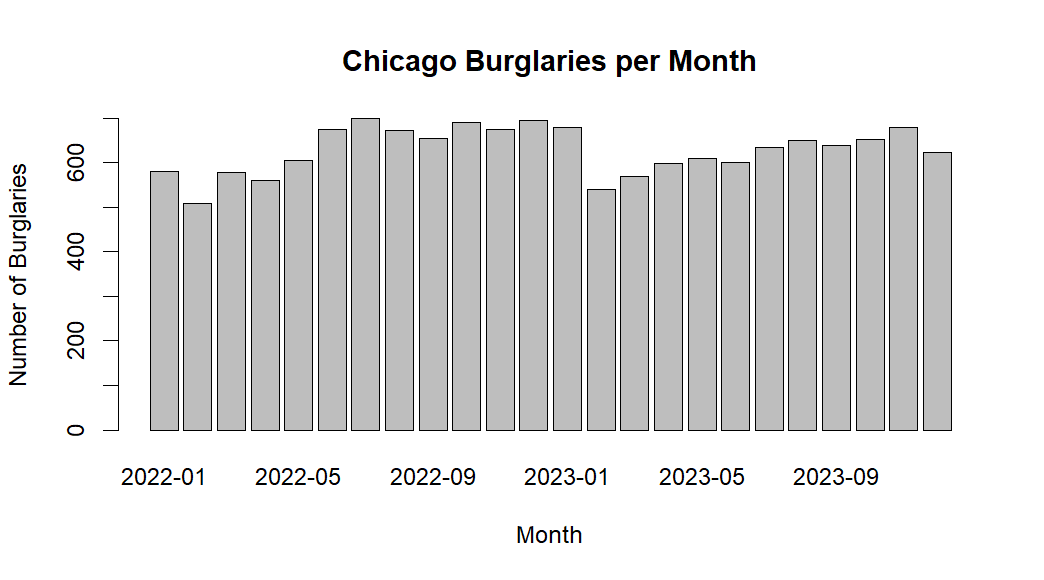 Chicago Burglaries per Month
Number of Burglaries
600
400
200
0
2022-01 2022-05 2022-09 2023-01 2023-05 2023-09
Month